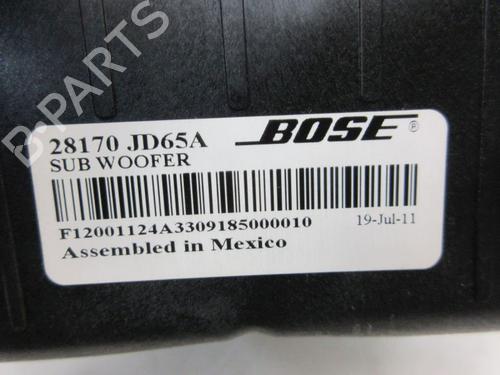 B-PARTS
28170 JD65A BOSE ®
SUB WOOFER
F12001124A3309185000010 19-Jul-11
Assembled in Mexico